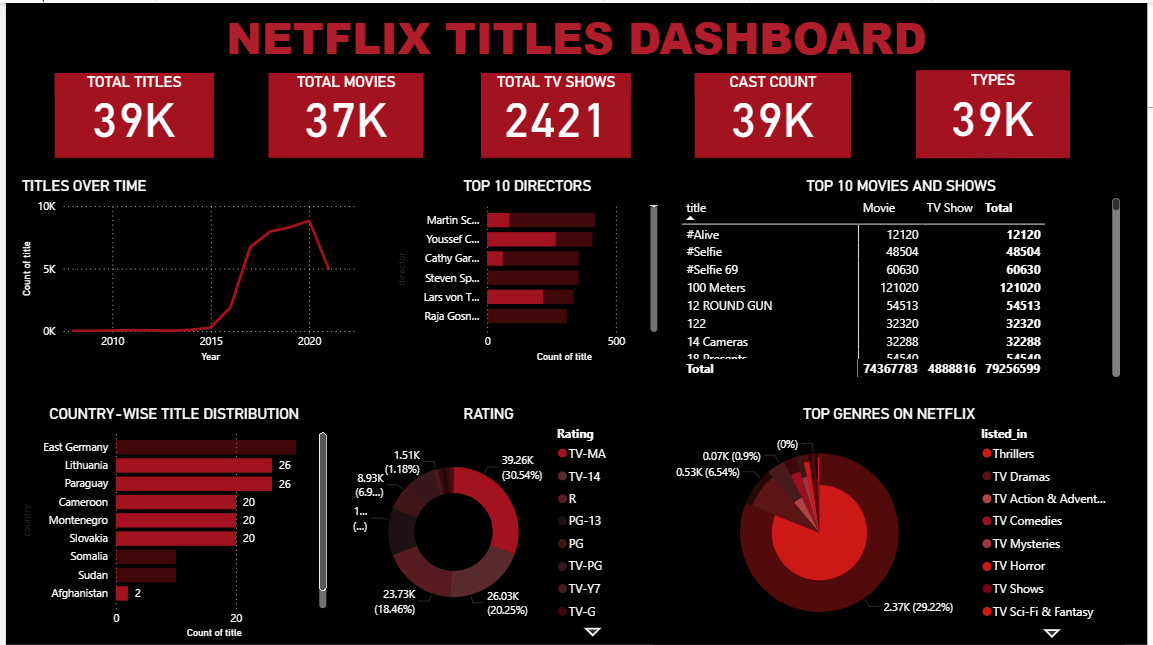 NETFLIX TITLES DASHBOARD
TOTAL TITLES
39K
TOTAL MOVIES
37K
TOTAL TV SHOWS
2421
CAST COUNT
39K
TYPES
39K
TITLES OVER TIME
Count of title
10K
5K
0K
2010 2015 2020
Year
TOP 10 DIRECTORS
director
Martin Sc...
Youssef C...
Cathy Gar...
Steven Sp...
Lars von T...
Raja Gosn...
0 500
Count of title
TOP 10 MOVIES AND SHOWS
title Movie TV Show Total
#Alive 12120 12120
#Selfie 48504 48504
#Selfie 69 60630 60630
100 Meters 121020 121020
12 ROUND GUN 54513 54513
122 32320 32320
14 Cameras 32288 32288
18 Presents 54540 54540
Total 74367783 4888816 79256599
COUNTRY-WISE TITLE DISTRIBUTION
country
East Germany
Lithuania 26
Paraguay 26
Cameroon 20
Montenegro 20
Slovakia 20
Somalia
Sudan
Afghanistan 2
0 20
Count of title
RATING
39.26K
(30.54%)
26.03K
(20.25%)
23.73K
(18.46%)
1...
(...)
8.93K
(6.9...)
1.51K
(1.18%)
Rating
TV-MA
TV-14
R
PG-13
PG
TV-PG
TV-Y7
TV-G
TOP GENRES ON NETFLIX
(0%)
0.07K (0.9%)
0.53K (6.54%)
2.37K (29.22%)
listed_in
Thrillers
TV Dramas
TV Action & Advent...
TV Comedies
TV Mysteries
TV Horror
TV Shows
TV Sci-Fi & Fantasy